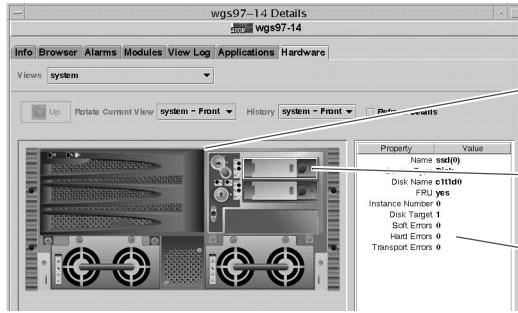 wgs97-14 Details
wgs97-14
Info Browser Alarms Modules View Log Applications Hardware
Views system
Up Rotate Current View system - Front History system - Front Refresh Details
Property Value
Name ssd(0)
Disk
Disk Name c1t1d0
FRU yes
Instance Number 0
Disk Target 1
Soft Errors 0
Hard Errors 0
Transport Errors 0